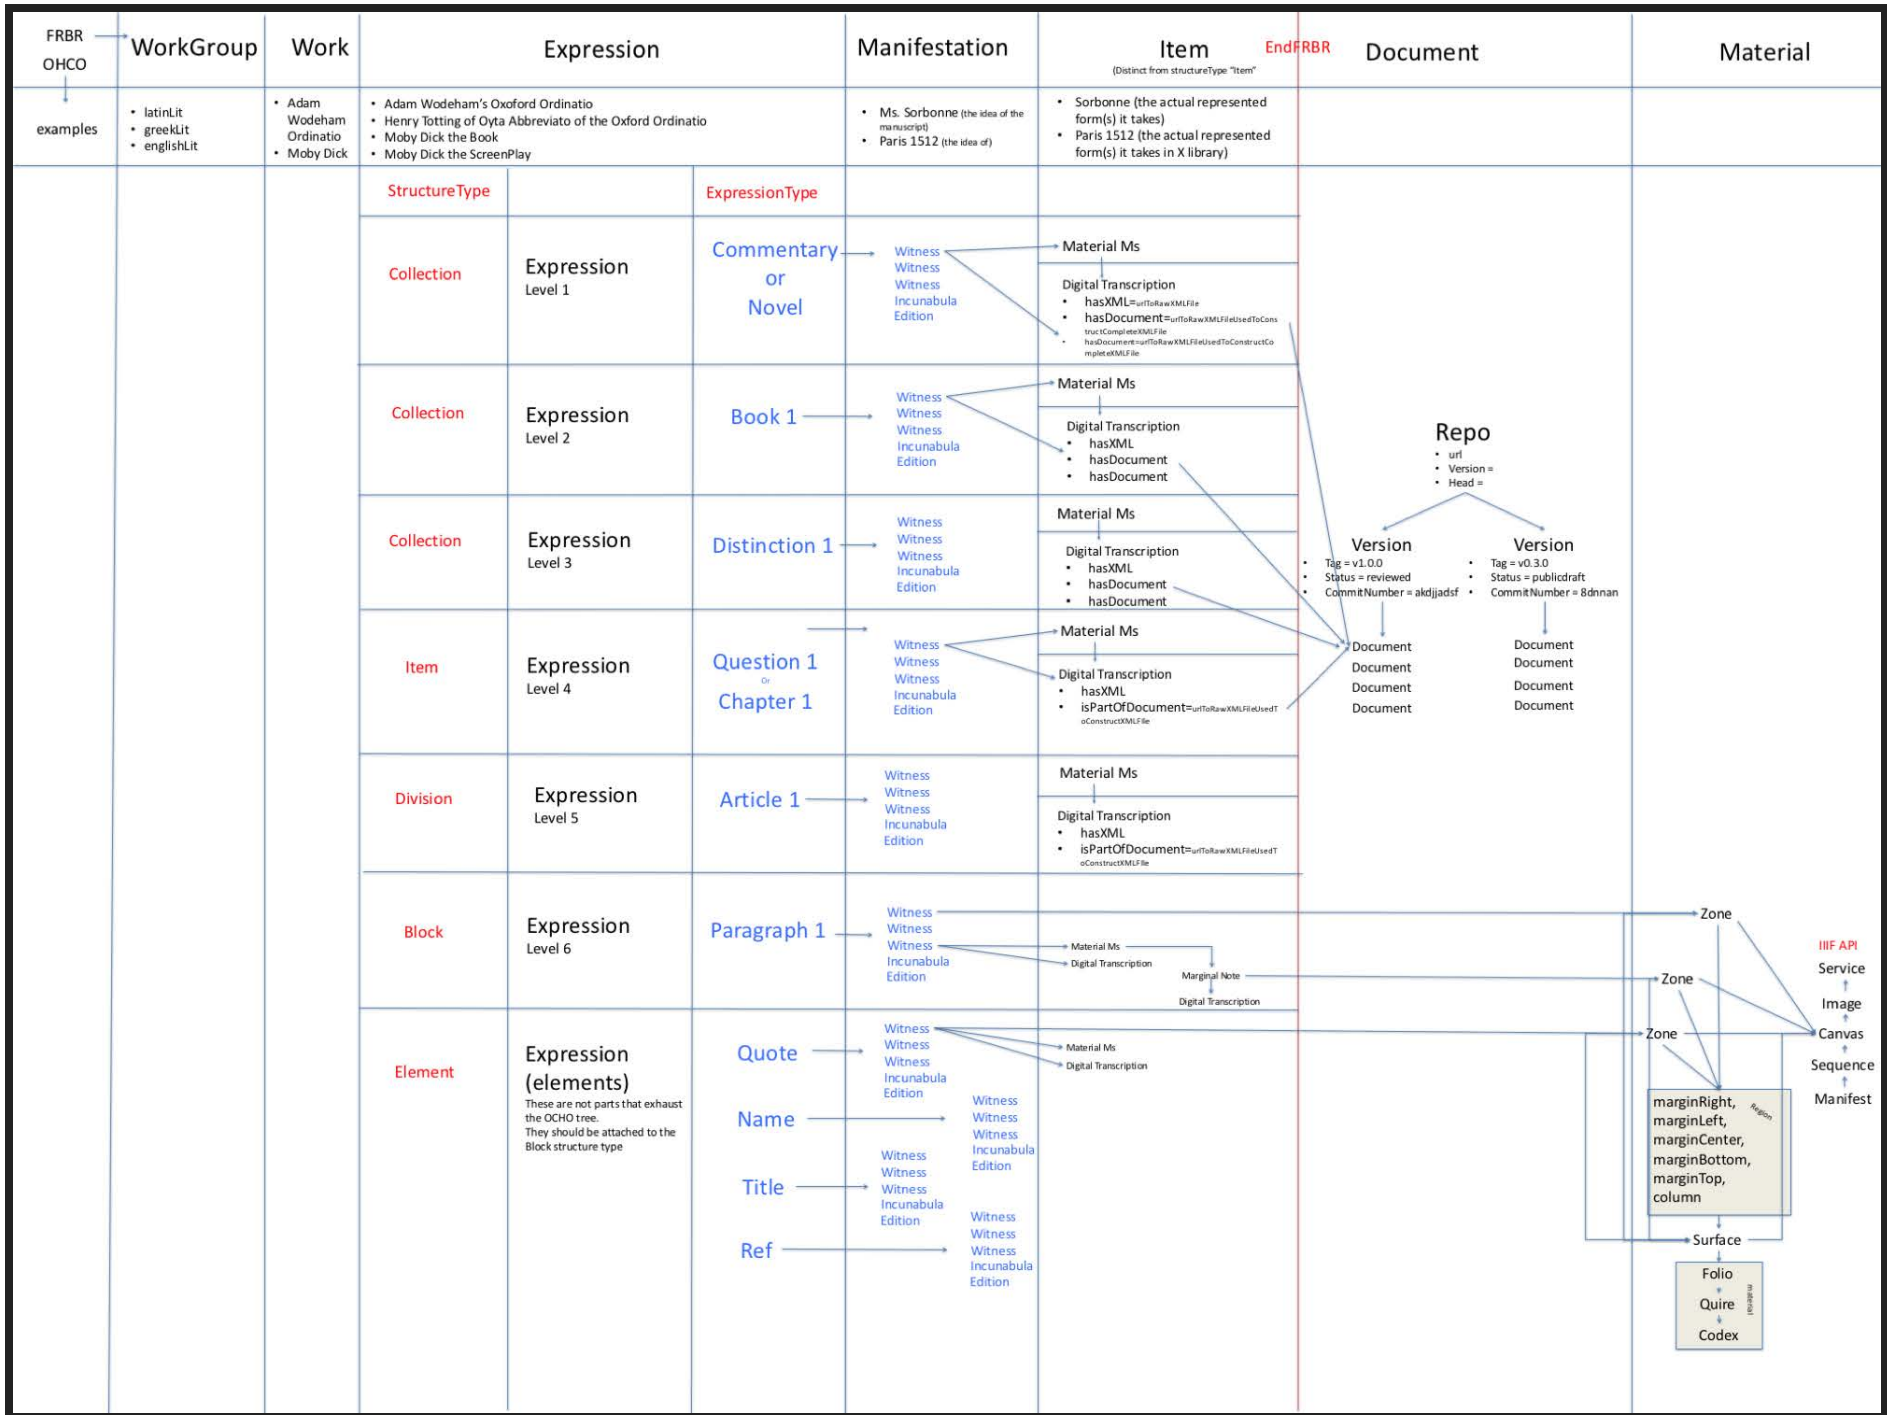 FRBR
OHCO
WorkGroup
Work
Expression
Manifestation
Item
(Distinct from structureType "Item"
EndFRBR
Document
Material
examples
• latinLit
• greekLit
• englishLit
• Adam
Wodeham
Ordinatio
• Moby Dick
• Adam Wodeham's Oxoford Ordinatio
• Henry Totting of Oyta Abbreviato of the Oxford Ordinatio
• Moby Dick the Book
• Moby Dick the ScreenPlay
• Ms. Sorbonne (the idea of the
manuscript)
• Paris 1512 (the idea of)
• Sorbonne (the actual represented
form(s) it takes)
• Paris 1512 (the actual represented
form(s) it takes in X library)
StructureType
ExpressionType
Collection
Expression
Level 1
Commentary
or
Novel
Witness
Witness
Witness
Incunabula
Edition
Material Ms
Digital Transcription
• hasXML=urlToRawXMLFile
• hasDocument=urlToRawXMLFileUsedToCons
tructCompleteXMLFile
• hasDocument=urlToRawXMLFileUsedToConstructCo
mpleteXMLFile
Collection
Expression
Level 2
Book 1
Witness
Witness
Witness
Incunabula
Edition
Material Ms
Digital Transcription
• hasXML
• hasDocument
• hasDocument
Collection
Expression
Level 3
Distinction 1
Witness
Witness
Witness
Incunabula
Edition
Material Ms
Digital Transcription
• hasXML
• hasDocument
• hasDocument
Item
Expression
Level 4
Question 1
Or
Chapter 1
Witness
Witness
Witness
Incunabula
Edition
Material Ms
Digital Transcription
• hasXML
• isPartOfDocument=urlToRawXMLFileUsedT
oConstructXMLFIle
Division
Expression
Level 5
Article 1
Witness
Witness
Witness
Incunabula
Edition
Material Ms
Digital Transcription
• hasXML
• isPartOfDocument=urlToRawXMLFileUsedT
oConstructXMLFIle
Block
Expression
Level 6
Paragraph 1
Witness
Witness
Witness
Incunabula
Edition
Material Ms
Digital Transcription
Marginal Note
Digital Transcription
Element
Expression
(elements)
These are not parts that exhaust
the OCHO tree.
They should be attached to the
Block structure type
Quote
Witness
Witness
Witness
Incunabula
Edition
Material Ms
Digital Transcription
Name
Witness
Witness
Witness
Incunabula
Edition
Title
Witness
Witness
Witness
Incunabula
Edition
Ref
Witness
Witness
Witness
Incunabula
Edition
Repo
• url
• Version =
• Head =
Version
• Tag = v1.0.0
• Status = reviewed
• CommitNumber = akdjjadsf
Document
Document
Document
Document
Version
• Tag = v0.3.0
• Status = publicdraft
• CommitNumber = 8dnnan
Document
Document
Document
Document
Zone
Zone
Zone
IIIF API
Service
Image
Canvas
Sequence
Manifest
marginRight,
marginLeft,
marginCenter,
marginBottom,
marginTop,
column
Region
Surface
Folio
Quire
Codex
material